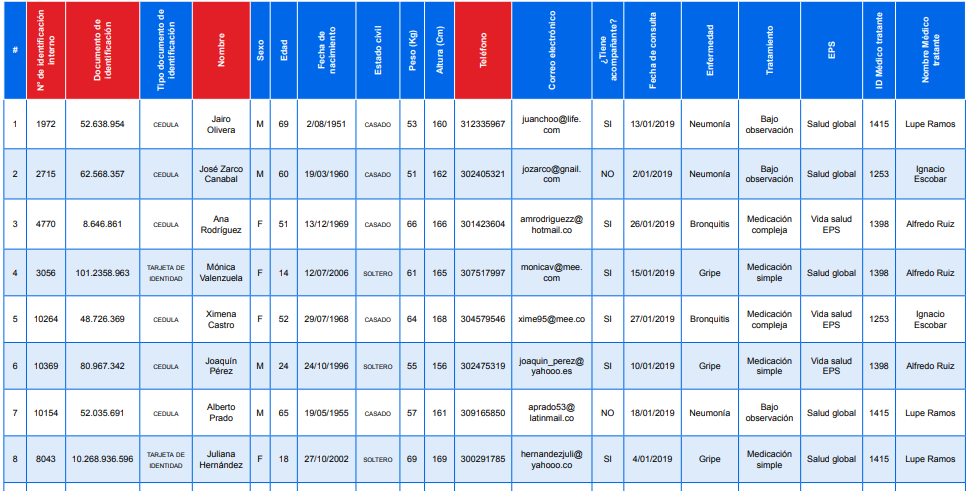 # N° de identificación interno Documento de identificación Tipo documento de identificación Nombre Sexo Edad Fecha de nacimiento Estado civil Peso (Kg) Altura (Cm) Teléfono Correo electrónico ¿Tiene acompañante? Fecha de consulta Enfermedad Tratamiento EPS ID Médico tratante Nombre Médico tratante
1 1972 52.638.954 CEDULA Jairo Olivera M 69 2/08/1951 CASADO 53 160 312335967 juanchoo@life.com SI 13/01/2019 Neumonía Bajo observación Salud global 1415 Lupe Ramos
2 2715 62.568.357 CEDULA José Zarco Canabal M 60 19/03/1960 CASADO 51 162 302405321 jozarco@gnail.com NO 2/01/2019 Neumonía Bajo observación Salud global 1253 Ignacio Escobar
3 4770 8.646.861 CEDULA Ana Rodríguez F 51 13/12/1969 CASADO 66 166 301423604 amrodriguezz@hotmail.co SI 26/01/2019 Bronquitis Medicación compleja Vida salud EPS 1398 Alfredo Ruiz
4 3056 101.2358.963 TARJETA DE IDENTIDAD Mónica Valenzuela F 14 12/07/2006 SOLTERO 61 165 307517997 monicav@mee.com SI 15/01/2019 Gripe Medicación simple Salud global 1398 Alfredo Ruiz
5 10264 48.726.369 CEDULA Ximena Castro F 52 29/07/1968 CASADO 64 168 304579546 xime95@mee.co SI 27/01/2019 Bronquitis Medicación compleja Vida salud EPS 1253 Ignacio Escobar
6 10369 80.967.342 CEDULA Joaquín Pérez M 24 24/10/1996 SOLTERO 55 156 302475319 joaquin_perez@yahooo.es SI 10/01/2019 Gripe Medicación simple Vida salud EPS 1398 Alfredo Ruiz
7 10154 52.035.691 CEDULA Alberto Prado M 65 19/05/1955 CASADO 57 161 309165850 aprado53@latinmail.co NO 18/01/2019 Neumonía Bajo observación Salud global 1415 Lupe Ramos
8 8043 10.268.936.596 TARJETA DE IDENTIDAD Juliana Hernández F 18 27/10/2002 SOLTERO 69 169 300291785 hernandezjuli@yahooo.co SI 4/01/2019 Gripe Medicación simple Salud global 1415 Lupe Ramos